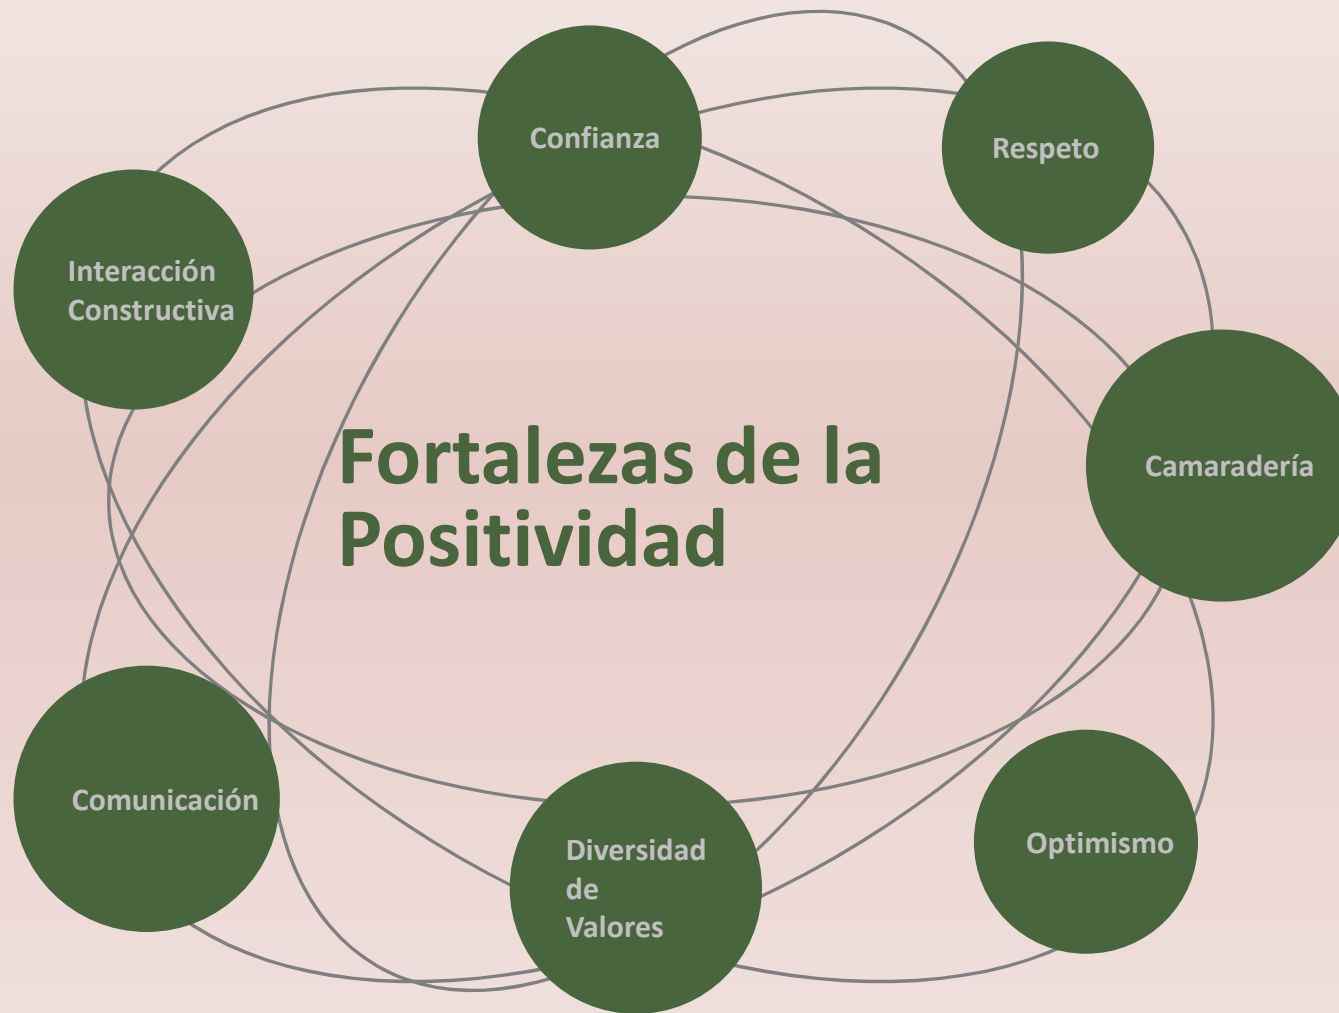 Confianza
Respeto
Interacción
Constructiva
Fortalezas de la
Positividad
Camaradería
Comunicación
Diversidad
de
Valores
Optimismo